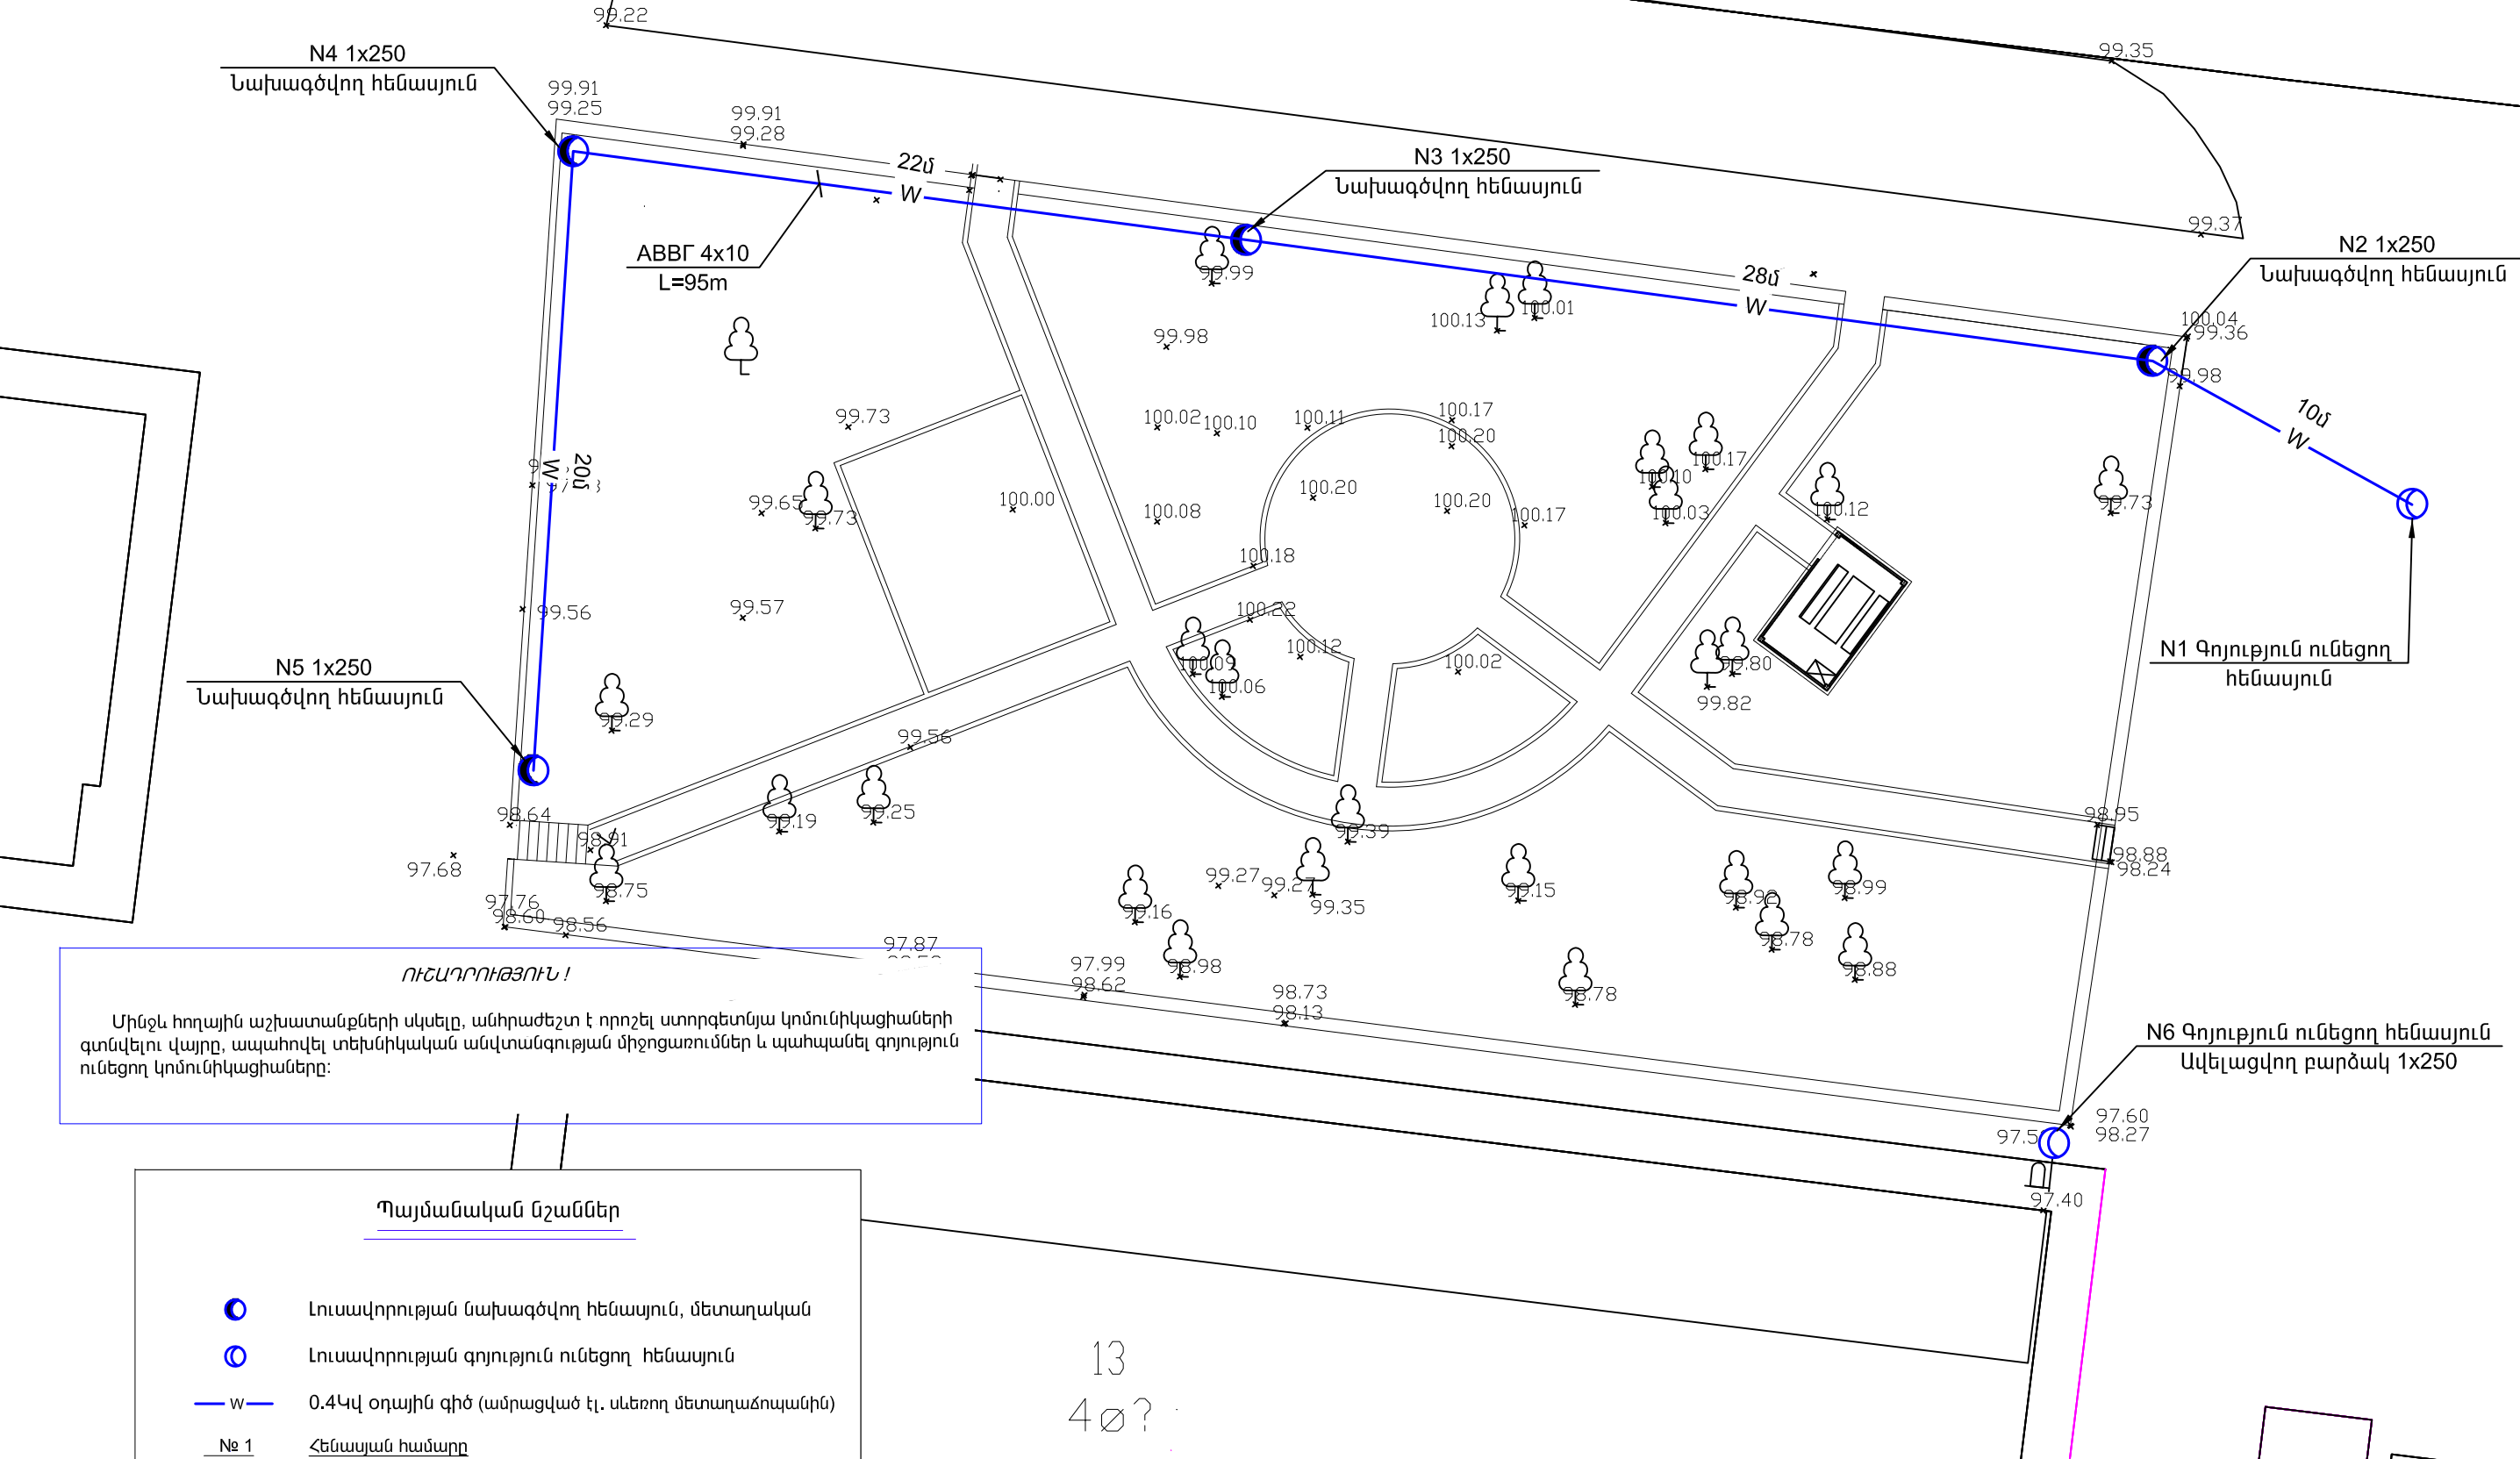 99.22
99.35
N4 1x250
Նախագծվող հենասյուն
99.91
99.25
99.91
99.28
22մ
W
N3 1x250
Նախագծվող հենասյուն
99.37
N2 1x250
Նախագծվող հենասյուն
АВВГ 4x10
L=95m
99.99
28մ
W
100.13
100.01
100.04
99.36
99.98
99.98
10մ
W
99.73
100.02
100.10
100.11
100.17
100.20
100.17
100.10
20մ
W
99.65
99.73
100.00
100.08
100.20
100.20
100.17
100.03
100.12
99.73
100.18
99.56
99.57
100.22
100.12
100.02
100.09
100.06
99.80
99.82
N1 Գոյություն ունեցող
հենասյուն
N5 1x250
Նախագծվող հենասյուն
99.29
99.56
98.64
98.91
99.19
99.25
99.39
98.95
98.88
98.24
97.68
98.75
99.27
99.27
99.35
99.15
98.92
98.99
97.76
98.60
98.56
99.16
98.98
98.78
98.78
98.88
97.87
97.99
98.62
98.73
98.13
ՈՒՇԱԴՐՈՒԹՅՈՒՆ !
Մինչև հողային աշխատանքների սկսելը, անհրաժեշտ է որոշել ստորգետնյա կոմունիկացիաների
գտնվելու վայրը, ապահովել տեխնիկական անվտանգության միջոցառումներ և պահպանել գոյություն
ունեցող կոմունիկացիաները:
N6 Գոյություն ունեցող հենասյուն
Ավելացվող բարձակ 1x250
97.60
98.27
97.40
Պայմանական նշաններ
Լուսավորության նախագծվող հենասյուն, մետաղական
Լուսավորության գոյություն ունեցող հենասյուն
W
0.4Կվ օդային գիծ (ամրացված էլ. սևեռող մետաղաճոպանին)
№ 1
Հենասյան համարը
13
4ø?